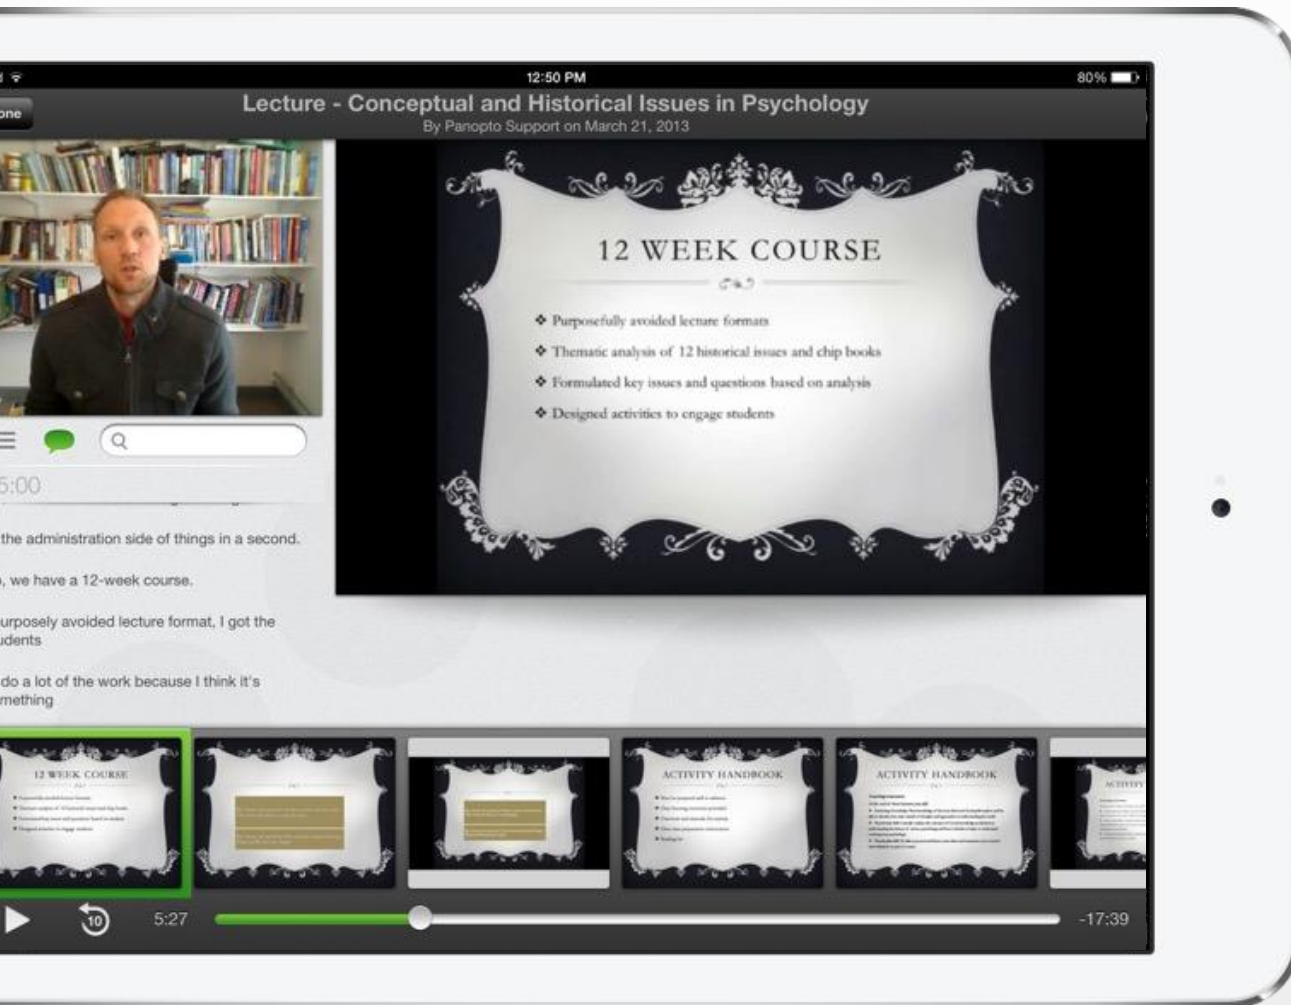 12:50 PM
80%
one
Lecture - Conceptual and Historical Issues in Psychology
By Panopto Support on March 21, 2013
12 WEEK COURSE
❖ Purposefully avoided lecture formats
❖ Thematic analysis of 12 historical issues and chip books
❖ Formulated key issues and questions based on analysis
❖ Designed activities to engage students
5:00
the administration side of things in a second.
, we have a 12-week course.
urposely avoided lecture format, I got the
udents
do a lot of the work because I think it's
mething
12 WEEK COURSE
ACTIVITY HANDBOOK
ACTIVITY HANDBOOK
10
5:27
-17:39